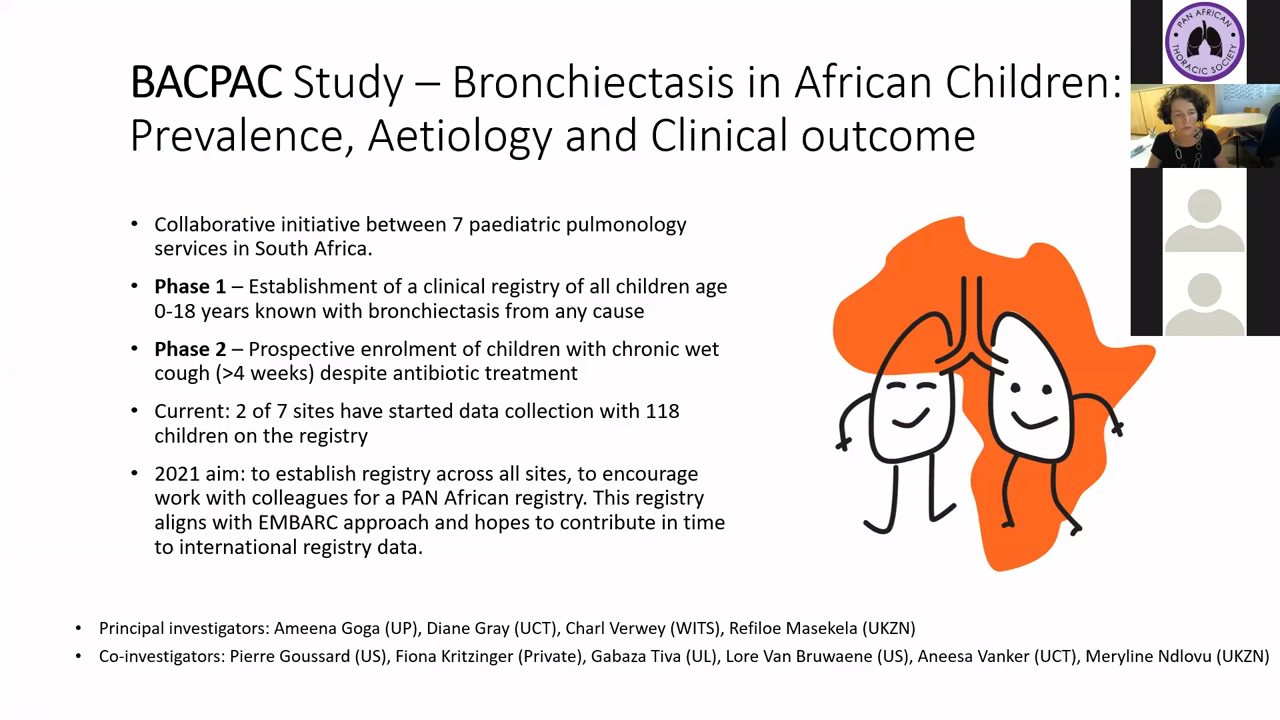 BACPAC Study – Bronchiectasis in African Children:
Prevalence, Aetiology and Clinical outcome
• Collaborative initiative between 7 paediatric pulmonology
services in South Africa.
• Phase 1 – Establishment of a clinical registry of all children age
0-18 years known with bronchiectasis from any cause
• Phase 2 – Prospective enrolment of children with chronic wet
cough (>4 weeks) despite antibiotic treatment
• Current: 2 of 7 sites have started data collection with 118
children on the registry
• 2021 aim: to establish registry across all sites, to encourage
work with colleagues for a PAN African registry. This registry
aligns with EMBARC approach and hopes to contribute in time
to international registry data.
• Principal investigators: Ameena Goga (UP), Diane Gray (UCT), Charl Verwey (WITS), Refiloe Masekela (UKZN)
• Co-investigators: Pierre Goussard (US), Fiona Kritzinger (Private), Gabaza Tiva (UL), Lore Van Bruwaene (US), Aneesa Vanker (UCT), Meryline Ndlovu (UKZN)
PAN AFRICAN
THORACIC SOCIETY